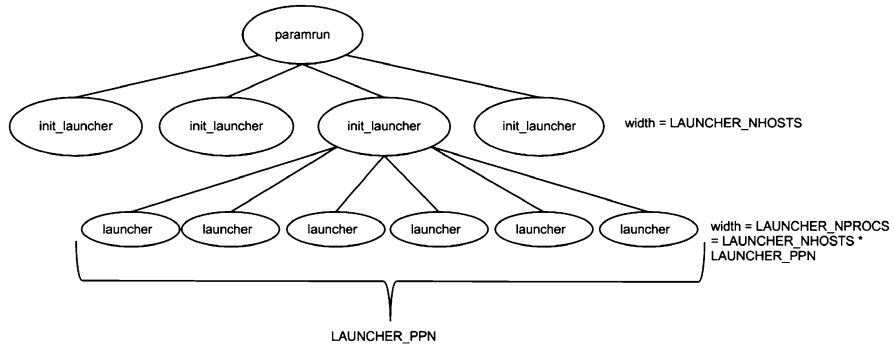 paramrun
init_launcher
init_launcher
init_launcher
init_launcher
width = LAUNCHER_NHOSTS
launcher
launcher
launcher
launcher
launcher
launcher
width = LAUNCHER_NPROCS
= LAUNCHER_NHOSTS *
LAUNCHER_PPN
LAUNCHER_PPN